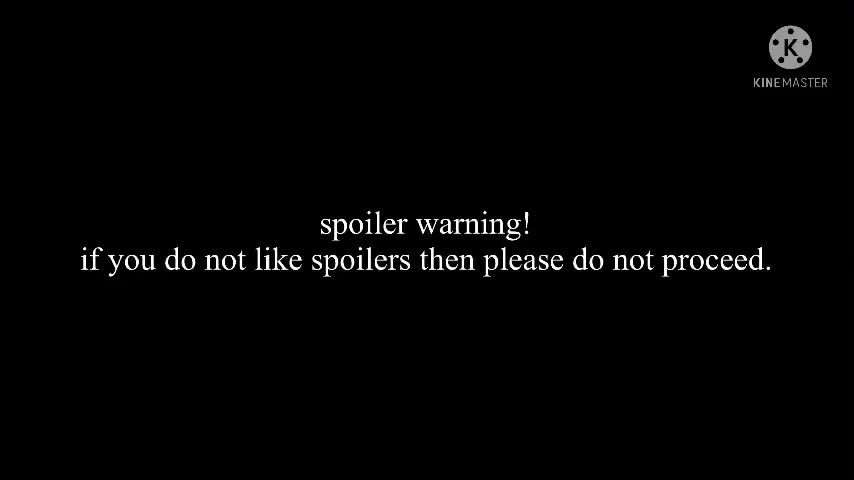 K
KINEMASTER
spoiler warning!
if you do not like spoilers then please do not proceed.